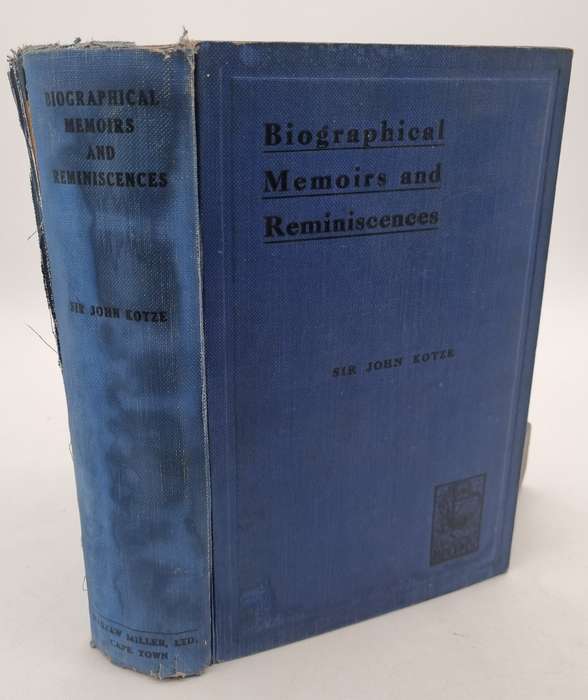 BIOGRAPHICAL
MEMOIRS
AND
REMINISCENCES
SIR JOHN KOTZE
MILLER, LTD.
CAPE TOWN
Biographical
Memoirs and
Reminiscences
SIR JOHN KOTZE